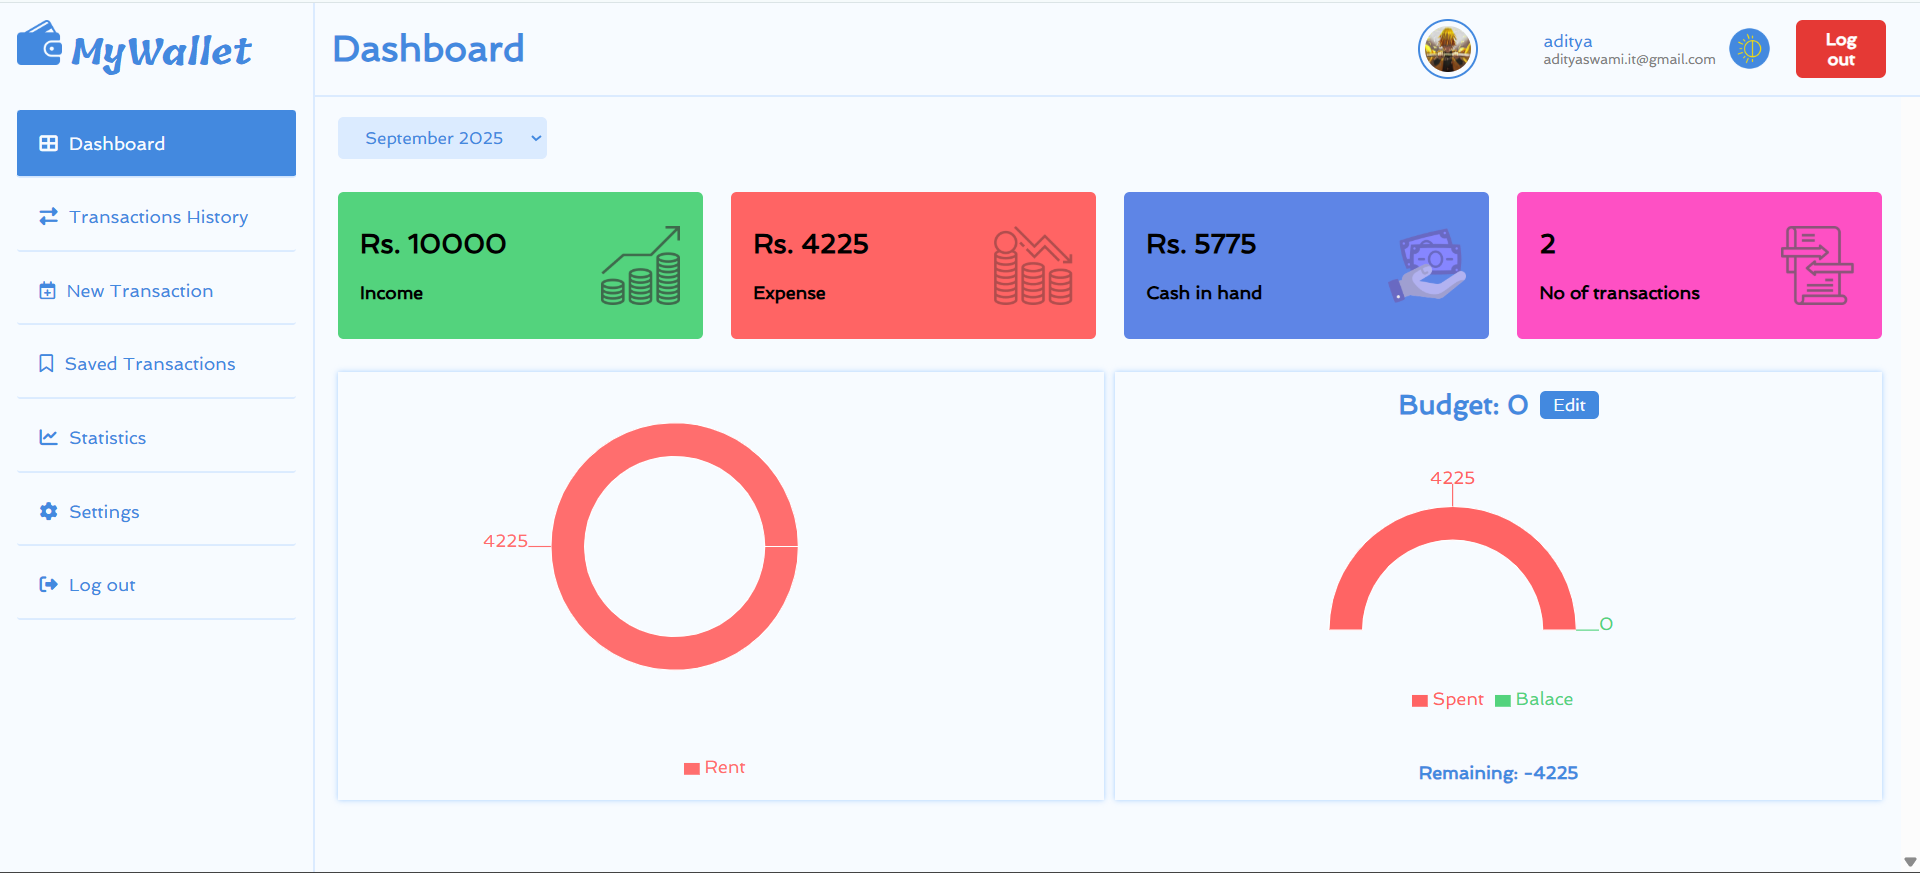 MyWallet
Dashboard
Transactions History
New Transaction
Saved Transactions
Statistics
Settings
Log out
Dashboard
aditya
adityaswami.it@gmail.com
Log
out
September 2025
Rs. 10000
Income
Rs. 4225
Expense
Rs. 5775
Cash in hand
2
No of transactions
4225
Rent
Budget: 0 Edit
4225
0
Spent Balace
Remaining: -4225